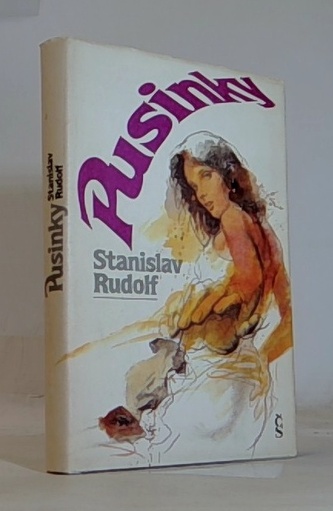 Pusinky
Stanislav
Rudolf
Pusinky
Stanislav
Rudolf